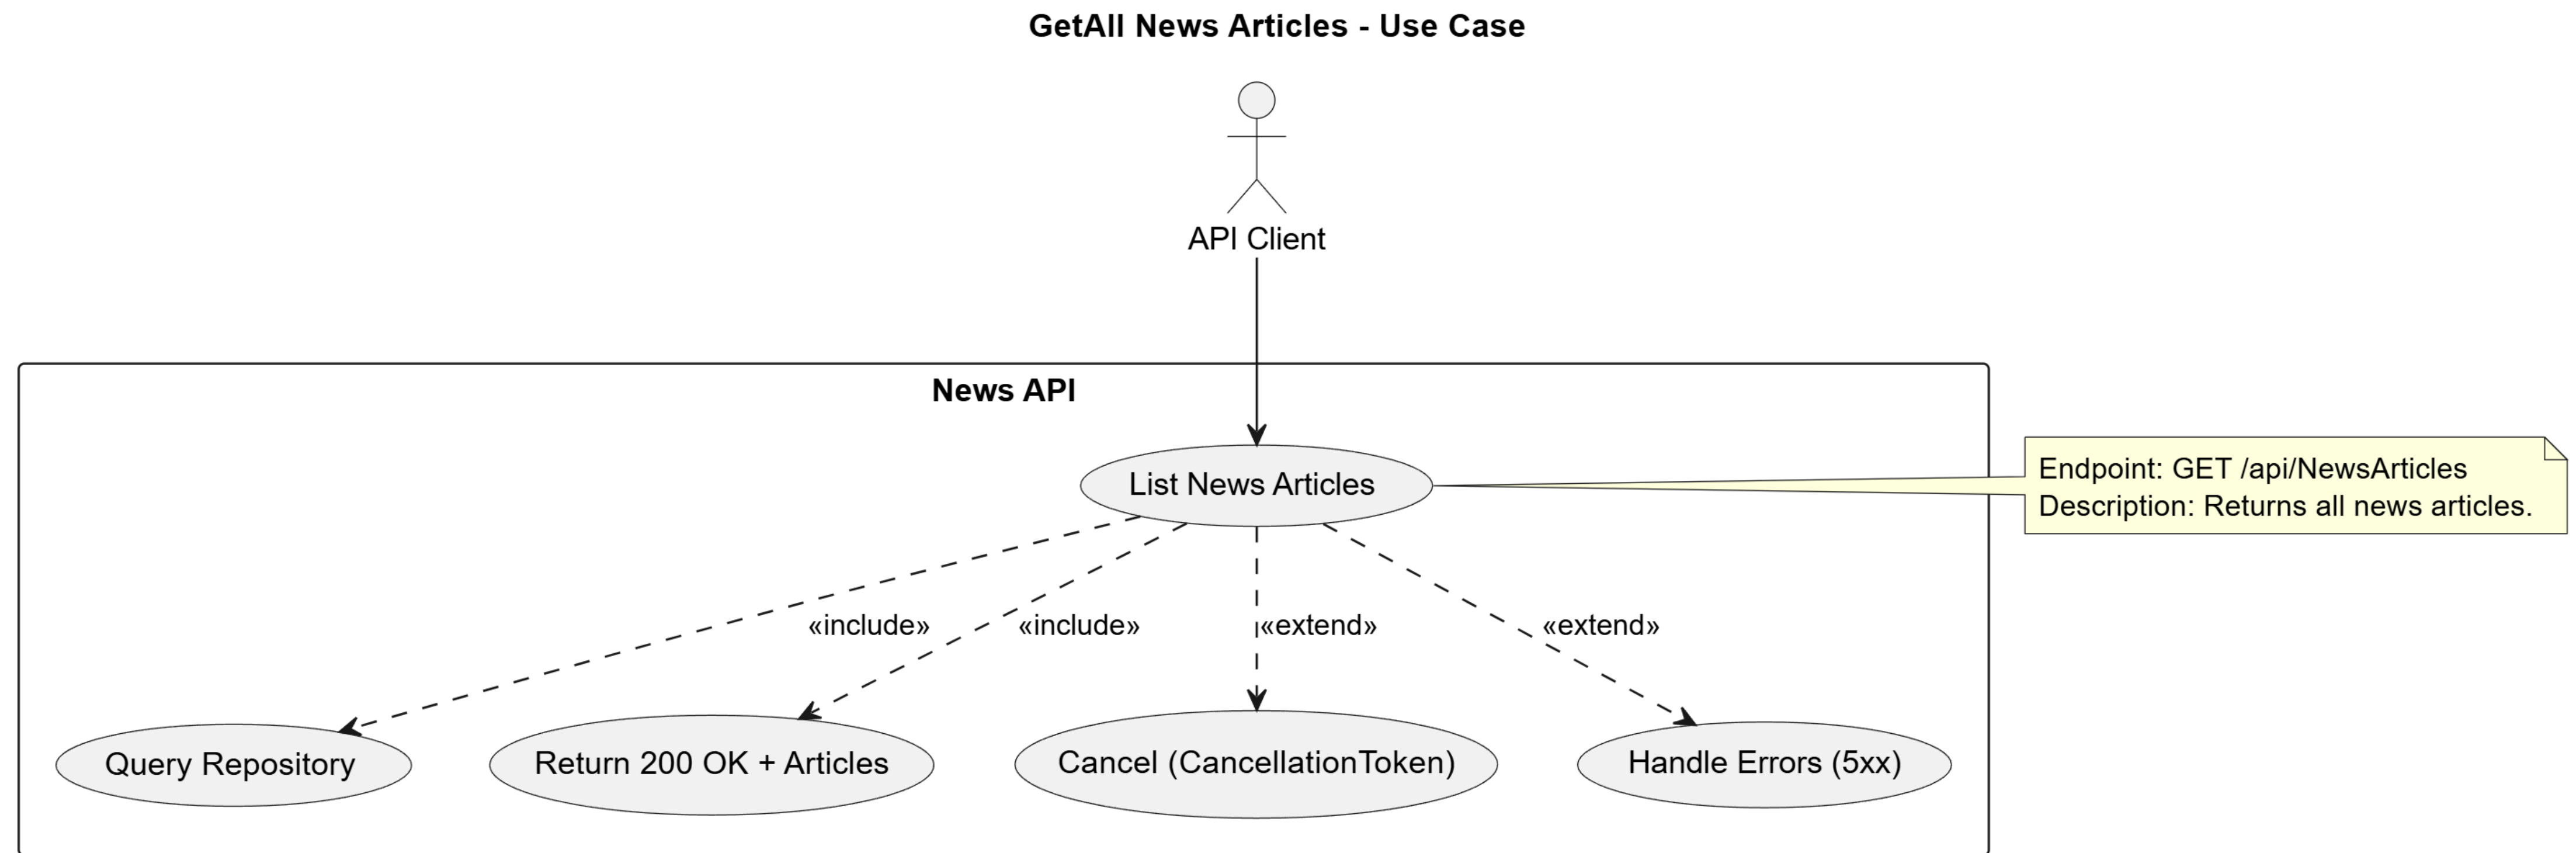 GetAll News Articles - Use Case
API Client
News API
List News Articles
Endpoint: GET /api/NewsArticles
Description: Returns all news articles.
«include»
«include»
«extend»
«extend»
Query Repository
Return 200 OK + Articles
Cancel (CancellationToken)
Handle Errors (5xx)